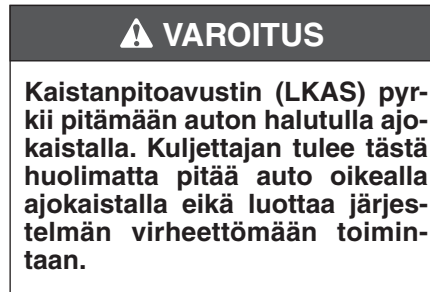 VAROITUS
Kaistanpitoavustin (LKAS) pyr-
kii pitämään auton halutulla ajo-
kaistalla. Kuljettajan tulee tästä
huolimatta pitää auto oikealla
ajokaistalla eikä luottaa järjes-
telmän virheettömään toimin-
taan.